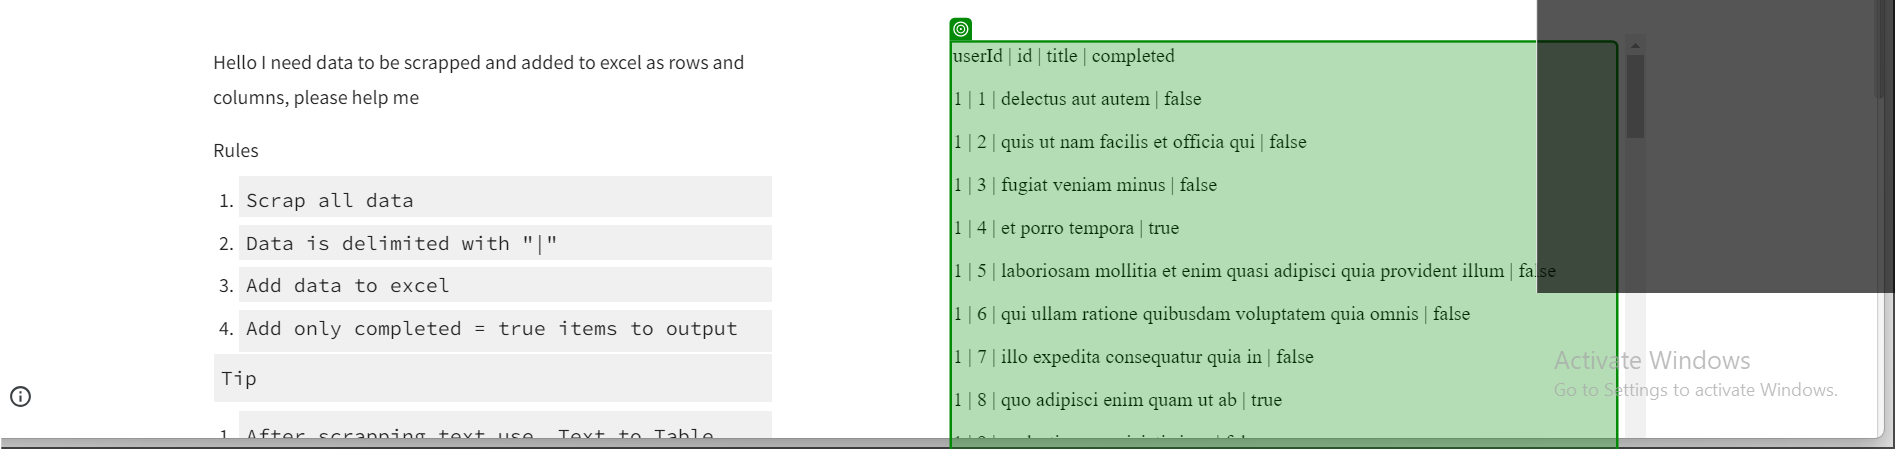 Hello I need data to be scrapped and added to excel as rows and
columns, please help me
Rules
1. Scrap all data
2. Data is delimited with "|"
3. Add data to excel
4. Add only completed = true items to output
Tip
1. After scrapping text use Text to Table
userId | id | title | completed
1 | 1 | delectus aut autem | false
1 | 2 | quis ut nam facilis et officia qui | false
1 | 3 | fugiat veniam minus | false
1 | 4 | et porro tempora | true
1 | 5 | laboriosam mollitia et enim quasi adipisci quia provident illum | false
1 | 6 | qui ullam ratione quibusdam voluptatem quia omnis | false
1 | 7 | illo expedita consequatur quia in | false
1 | 8 | quo adipisci enim quam ut ab | true
Activate Windows
Go to Settings to activate Windows.